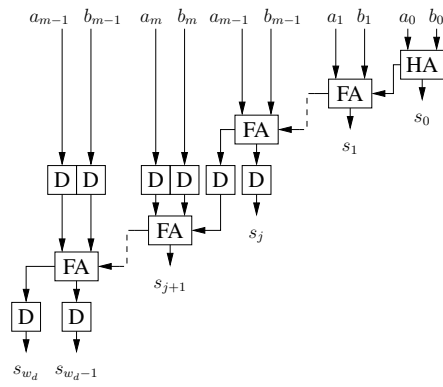 a_{m−1} b_{m−1} a_m b_m a_{m−1} b_{m−1} a_1 b_1 a_0 b_0
HA
FA s_0
FA s_1
D D D D D D
FA s_j
FA s_{j+1}
D D
s_{w_d} s_{w_d−1}